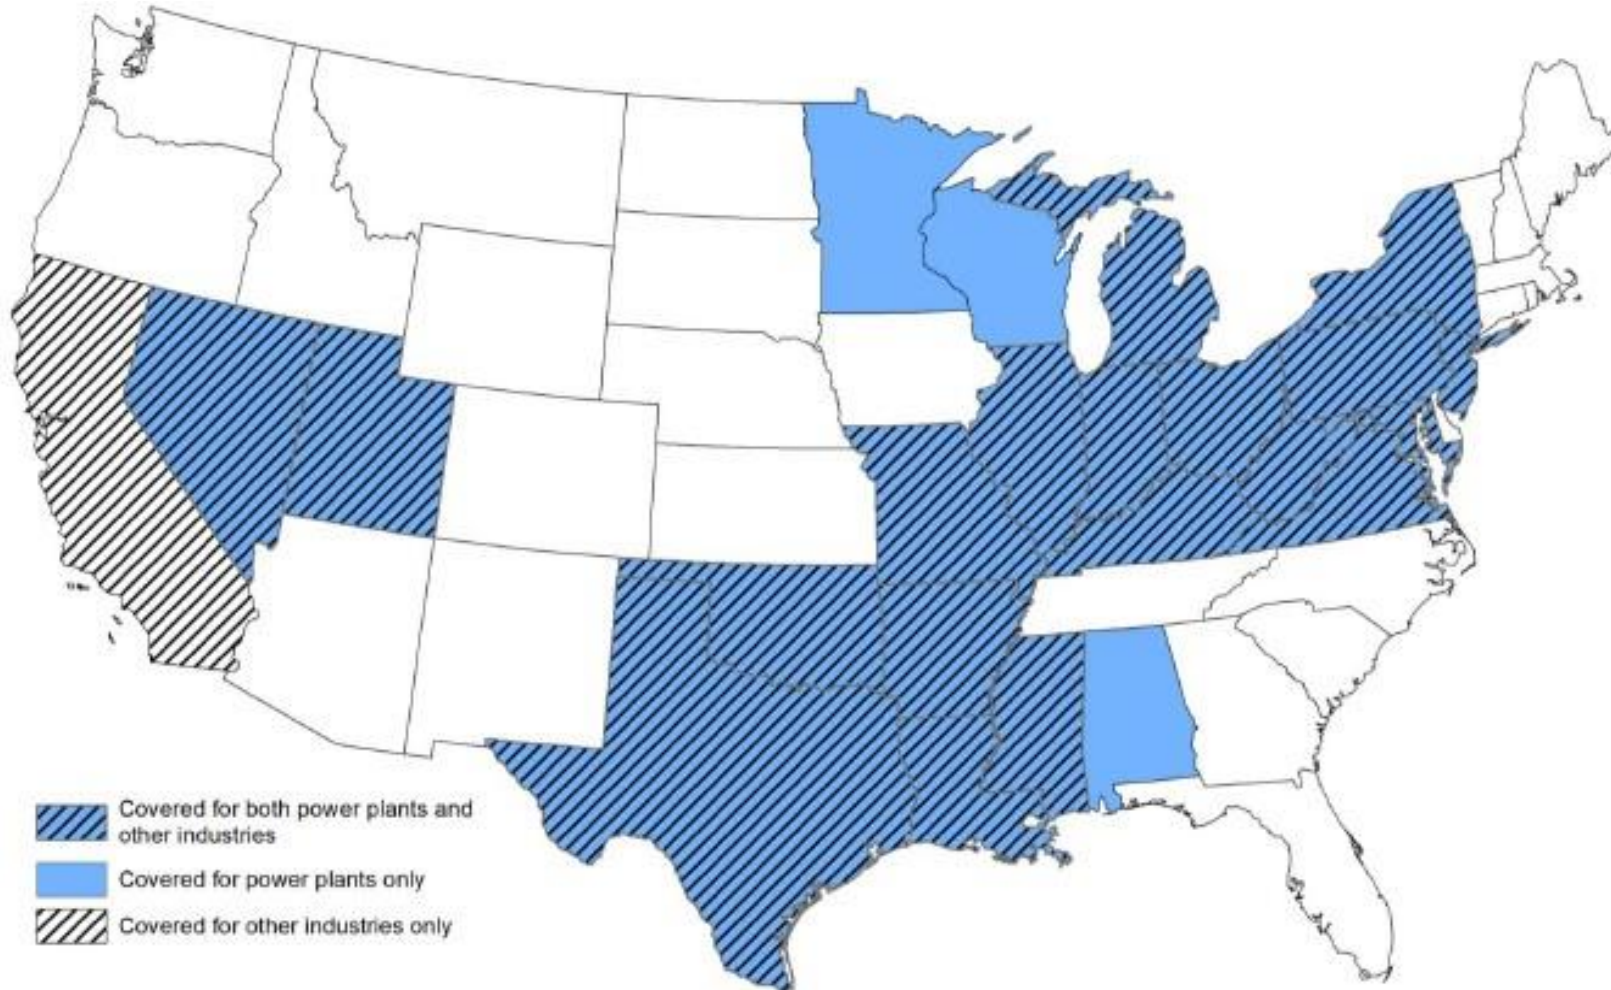 Covered for both power plants and
other industries
Covered for power plants only
Covered for other industries only